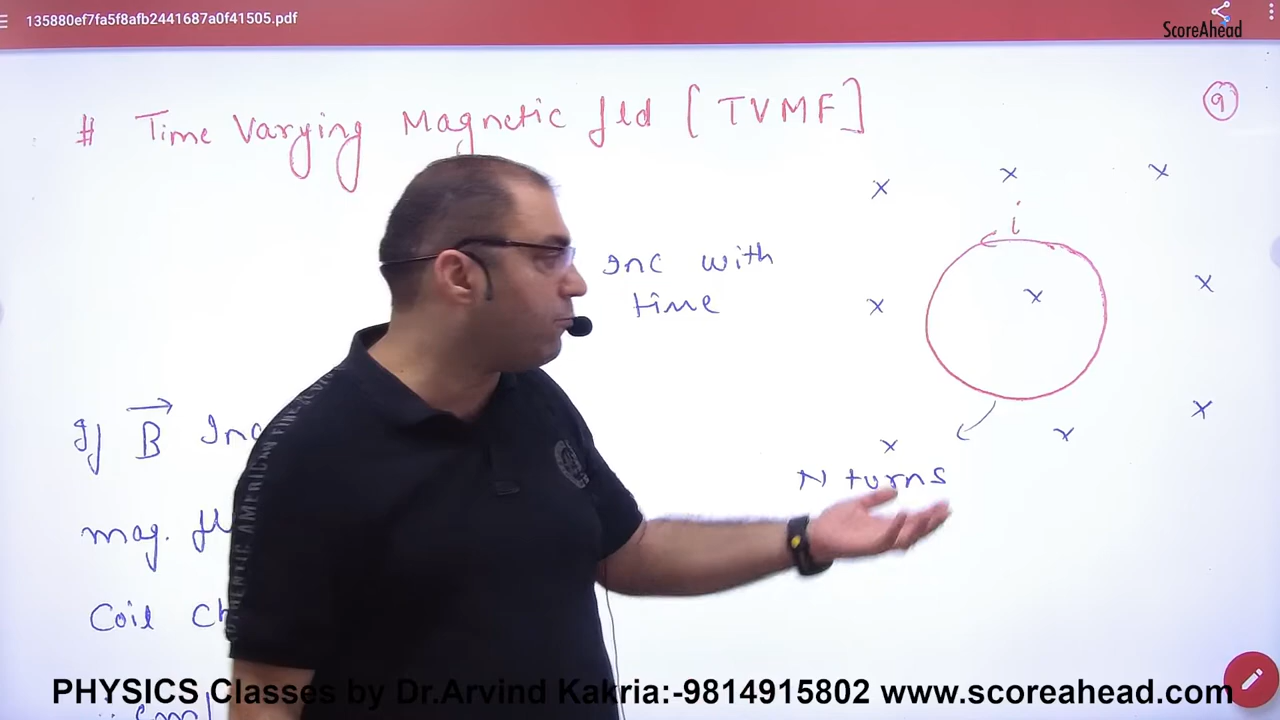 135880ef7fa5f8afb2441687a0f41505.pdf
ScoreAhead
# Time Varying Magnetic fld [TVMF]
9
x x x
i
Inc with
time
x x x
If B Inc
x x x
N turns
mag. fl
Coil Ch
PHYSICS Classes by Dr.Arvind Kakria:-9814915802 www.scoreahead.com